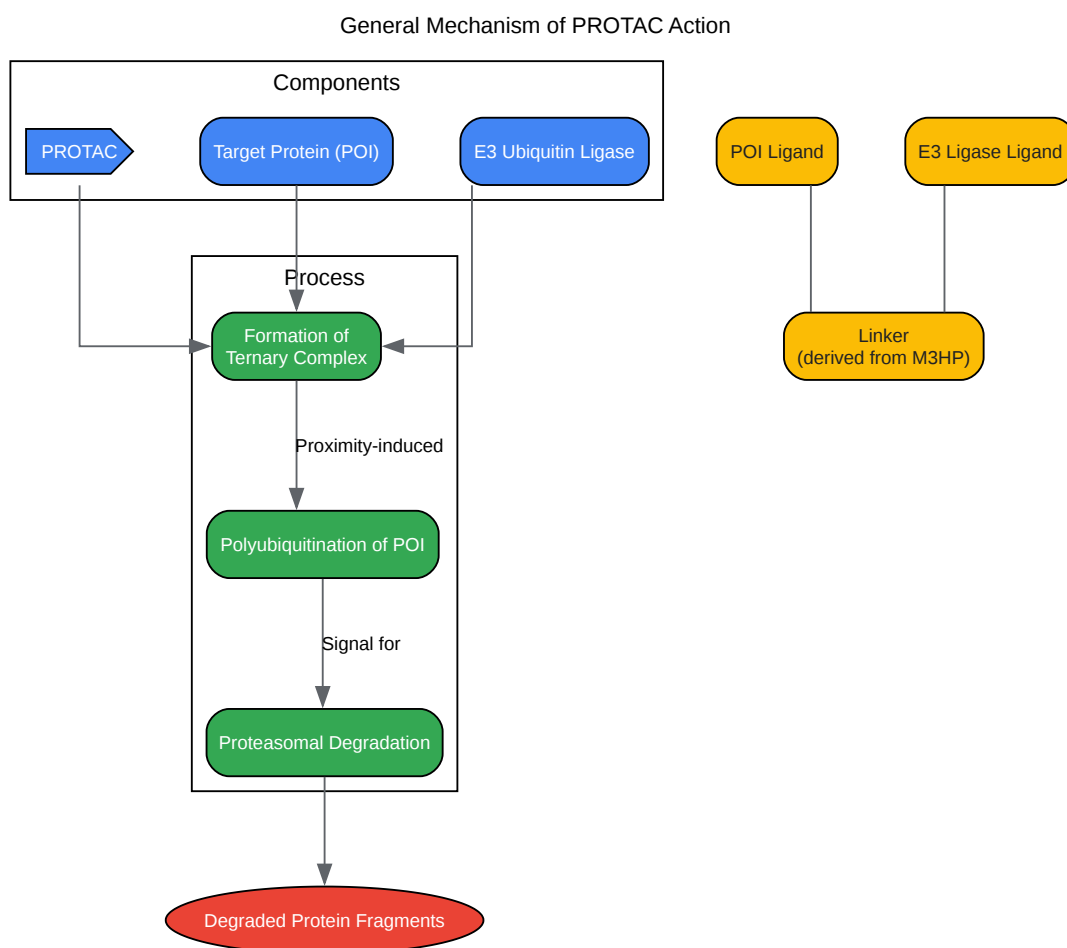 General Mechanism of PROTAC Action
Components
PROTAC
Target Protein (POI)
E3 Ubiquitin Ligase
POI Ligand
E3 Ligase Ligand
Process
Formation of
Ternary Complex
Linker
(derived from M3HP)
Proximity-induced
Polyubiquitination of POI
Signal for
Proteasomal Degradation
Degraded Protein Fragments